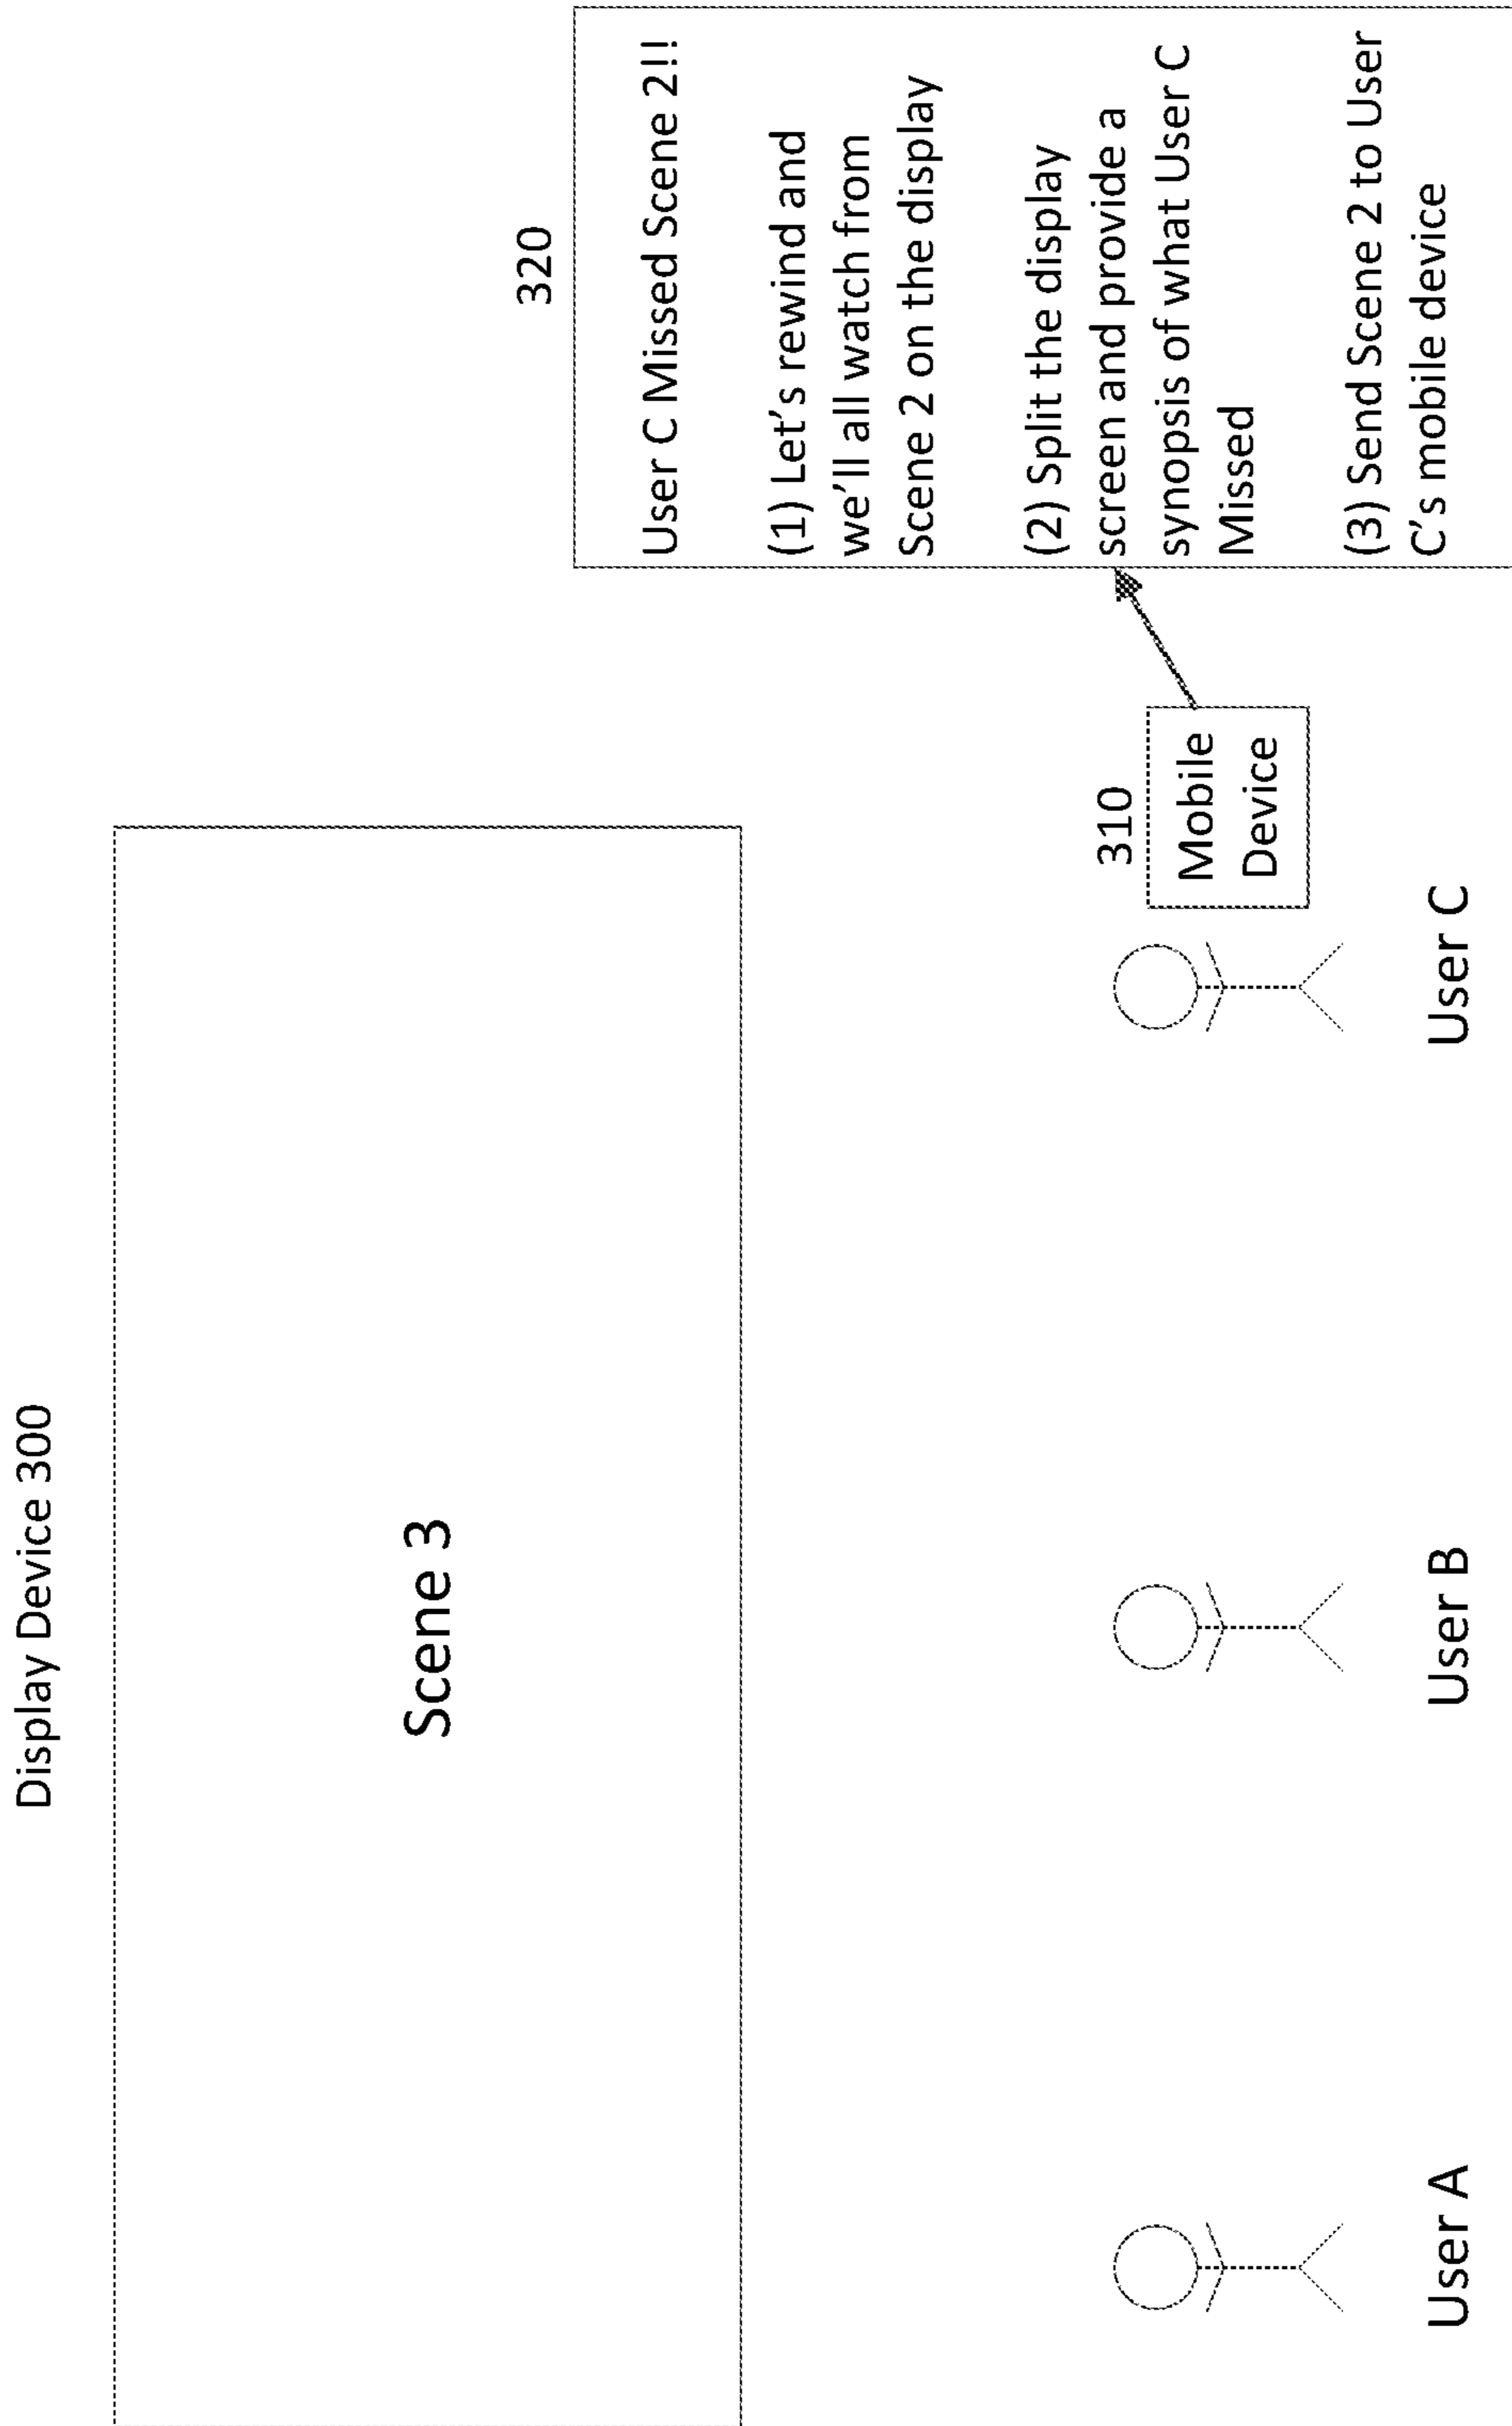 Display Device 300
Scene 3
User A
User B
User C
310
Mobile
Device
320
User C Missed Scene 2!!
(1) Let's rewind and
we'll all watch from
Scene 2 on the display
(2) Split the display
screen and provide a
synopsis of what User C
Missed
(3) Send Scene 2 to User
C's mobile device